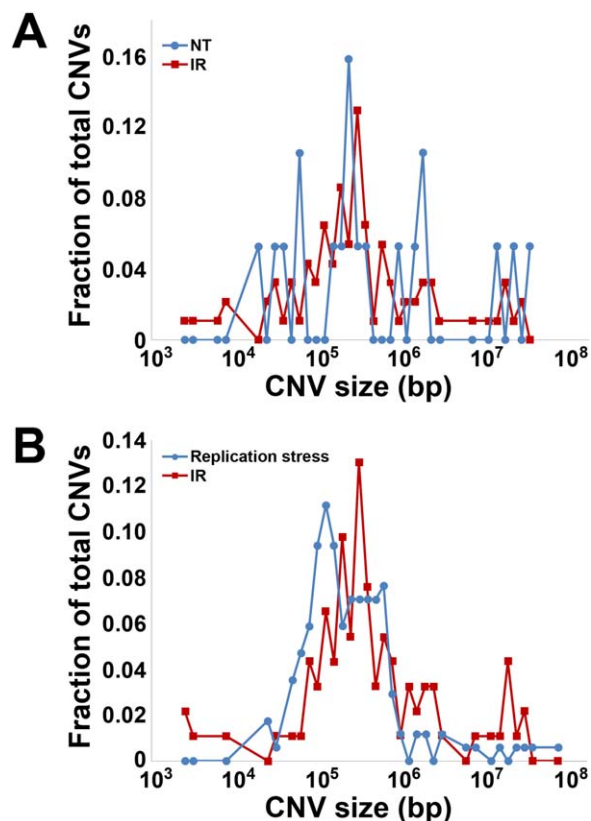 A
Fraction of total CNVs
NT
IR
0.16
0.12
0.08
0.04
0
10³ 10⁴ 10⁵ 10⁶ 10⁷ 10⁸
CNV size (bp)
B
Fraction of total CNVs
Replication stress
IR
0.14
0.12
0.10
0.08
0.06
0.04
0.02
0
10³ 10⁴ 10⁵ 10⁶ 10⁷ 10⁸
CNV size (bp)